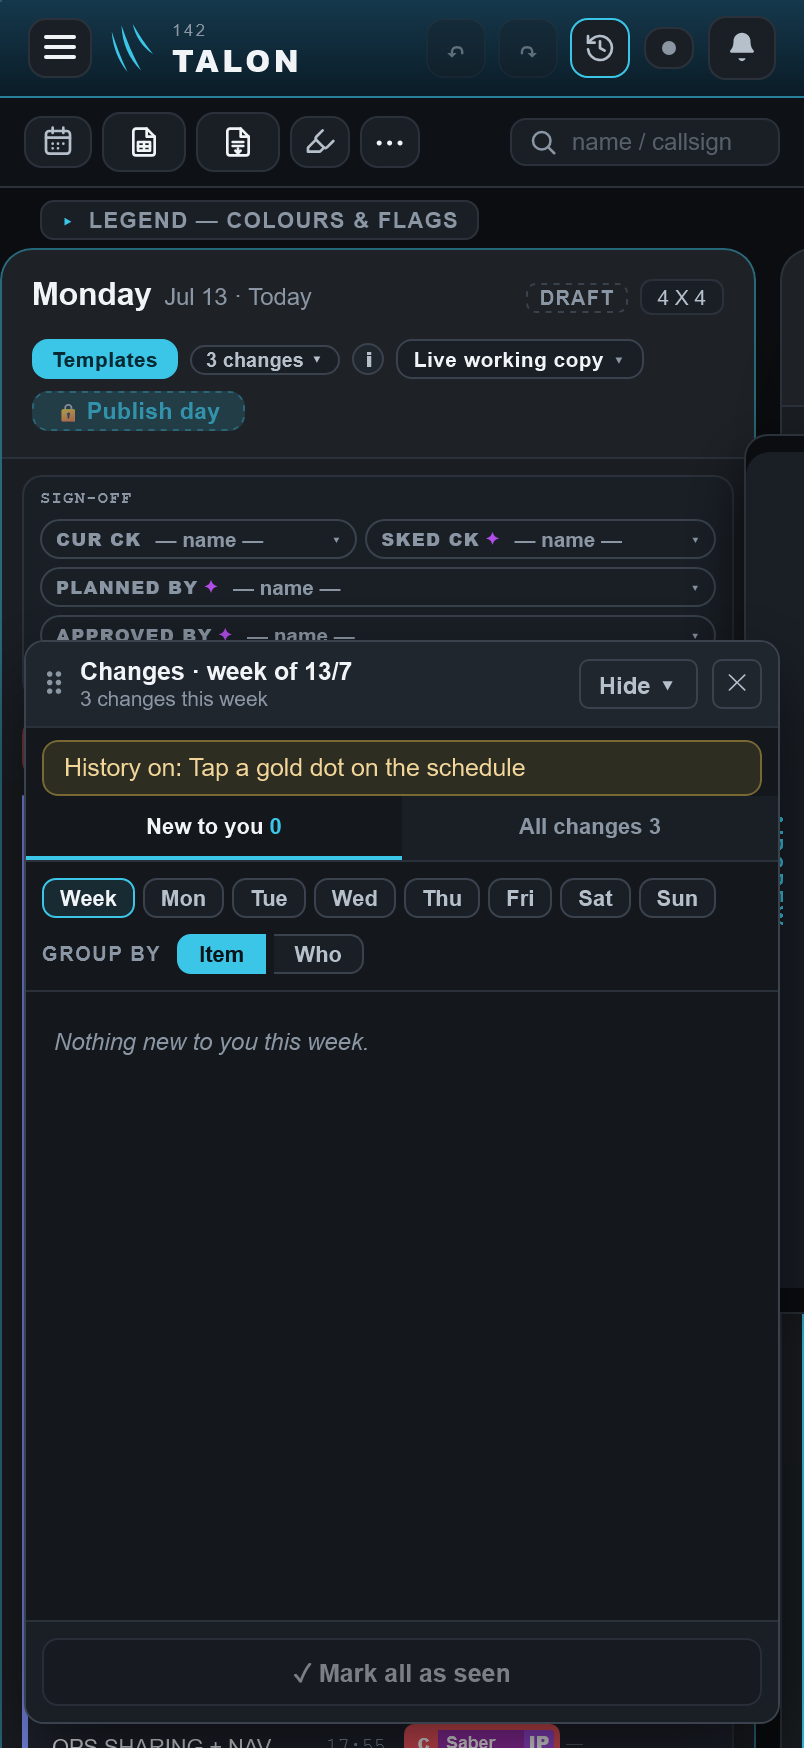 142
TALON
name / callsign
LEGEND — COLOURS & FLAGS
Monday Jul 13 · Today DRAFT 4 X 4
Templates 3 changes i Live working copy
Publish day
SIGN-OFF
CUR CK — name — SKED CK — name —
PLANNED BY — name —
APPROVED BY — name —
Changes · week of 13/7
3 changes this week
Hide
History on: Tap a gold dot on the schedule
New to you 0 All changes 3
Week Mon Tue Wed Thu Fri Sat Sun
GROUP BY Item Who
Nothing new to you this week.
✓ Mark all as seen
OPS SHARING + NAV 17:55 C Saber IP —